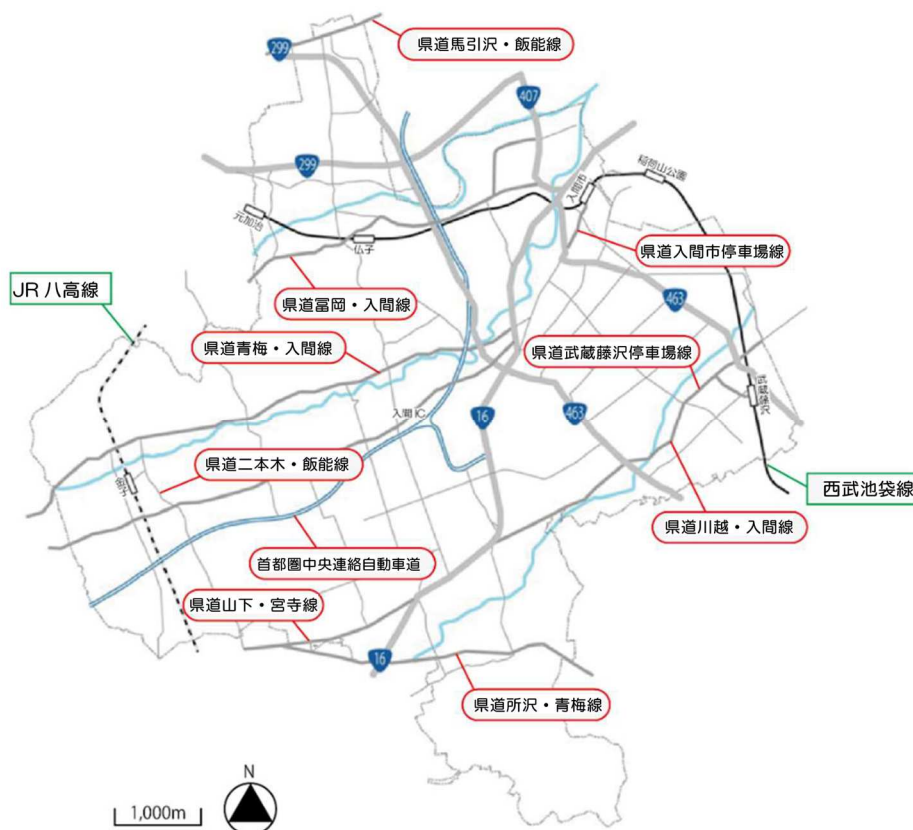 県道馬引沢・飯能線
299
407
299
稲荷山公園
入間市
元加治
仏子
県道入間市停車場線
JR 八高線
県道富岡・入間線
463
県道青梅・入間線
県道武蔵藤沢停車場線
武蔵藤沢
入間 IC
16
463
県道二本木・飯能線
金子
西武池袋線
県道川越・入間線
首都圏中央連絡自動車道
県道山下・宮寺線
16
県道所沢・青梅線
N
1,000m